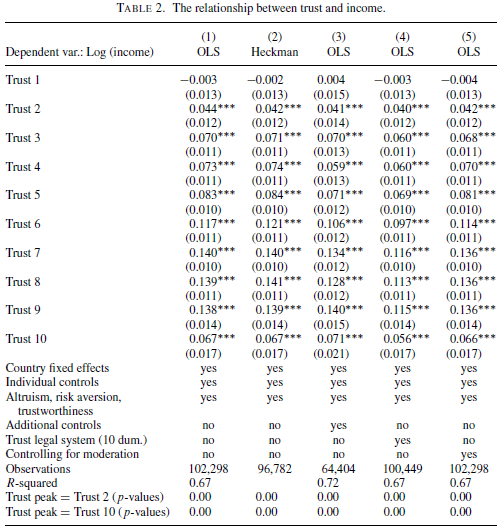 TABLE 2. The relationship between trust and income.
(1) (2) (3) (4) (5)
Dependent var.: Log (income) OLS Heckman OLS OLS OLS
Trust 1 −0.003 −0.002 0.004 −0.003 −0.004
(0.013) (0.013) (0.015) (0.013) (0.013)
Trust 2 0.044*** 0.042*** 0.041*** 0.040*** 0.042***
(0.012) (0.012) (0.014) (0.012) (0.012)
Trust 3 0.070*** 0.071*** 0.070*** 0.060*** 0.068***
(0.011) (0.011) (0.013) (0.011) (0.011)
Trust 4 0.073*** 0.074*** 0.059*** 0.060*** 0.070***
(0.011) (0.011) (0.013) (0.011) (0.011)
Trust 5 0.083*** 0.084*** 0.071*** 0.069*** 0.081***
(0.010) (0.010) (0.012) (0.010) (0.010)
Trust 6 0.117*** 0.121*** 0.106*** 0.097*** 0.114***
(0.011) (0.011) (0.012) (0.011) (0.011)
Trust 7 0.140*** 0.140*** 0.134*** 0.116*** 0.136***
(0.010) (0.010) (0.012) (0.010) (0.010)
Trust 8 0.139*** 0.141*** 0.128*** 0.113*** 0.136***
(0.011) (0.011) (0.012) (0.011) (0.011)
Trust 9 0.138*** 0.139*** 0.140*** 0.115*** 0.136***
(0.014) (0.014) (0.015) (0.014) (0.014)
Trust 10 0.067*** 0.067*** 0.071*** 0.056*** 0.066***
(0.017) (0.017) (0.021) (0.017) (0.017)
Country fixed effects yes yes yes yes yes
Individual controls yes yes yes yes yes
Altruism, risk aversion, yes yes yes yes yes
trustworthiness
Additional controls no no yes no no
Trust legal system (10 dum.) no no no yes no
Controlling for moderation no no no no yes
Observations 102,298 96,782 64,404 100,449 102,298
R-squared 0.67 0.72 0.67 0.67
Trust peak = Trust 2 (p-values) 0.00 0.00 0.00 0.00 0.00
Trust peak = Trust 10 (p-values) 0.00 0.00 0.00 0.00 0.00